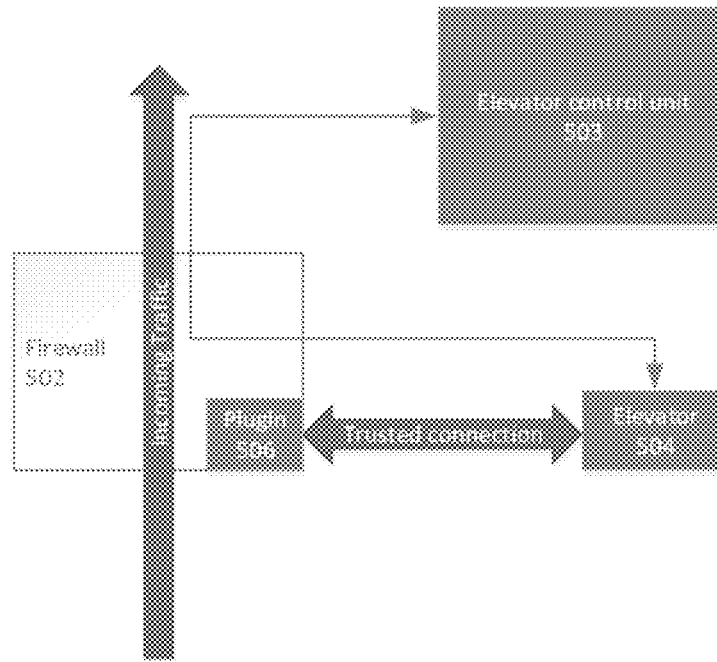 Elevator control unit
503
Incoming Traffic
Firewall
502
Plugin
506
Trusted connection
Elevator
504